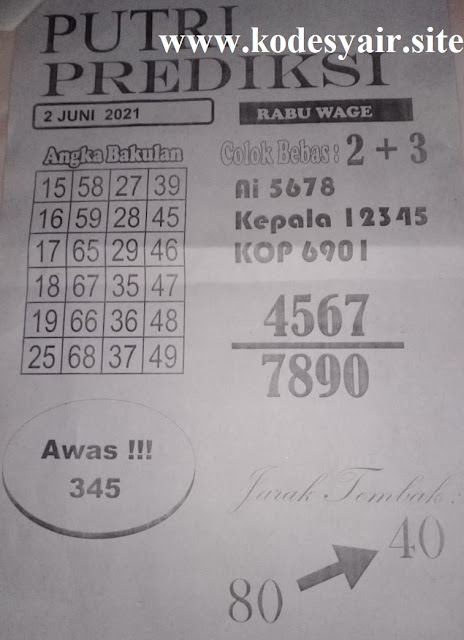 PUTRI
www.kodesyair.site
PREDIKSI
2 JUNI 2021
RABU WAGE
Angka Bakulan
15 58 27 39
16 59 28 45
17 65 29 46
18 67 35 47
19 66 36 48
25 68 37 49
Colok Bebas : 2 + 3
Ai 5678
Kepala 12345
KOP 6901
4567
7890
Awas !!!
345
Jarak Tembak :
40
80